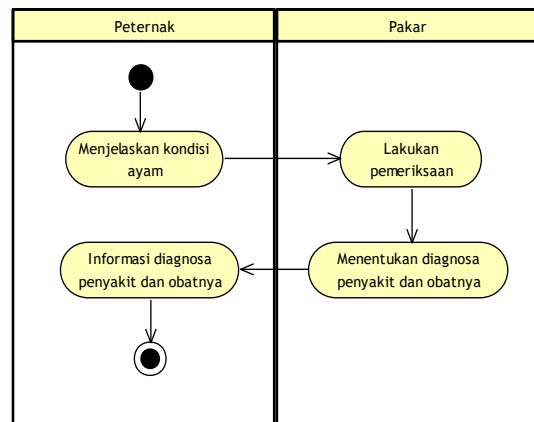 Peternak
Pakar
Menjelaskan kondisi
ayam
Lakukan
pemeriksaan
Menentukan diagnosa
penyakit dan obatnya
Informasi diagnosa
penyakit dan obatnya